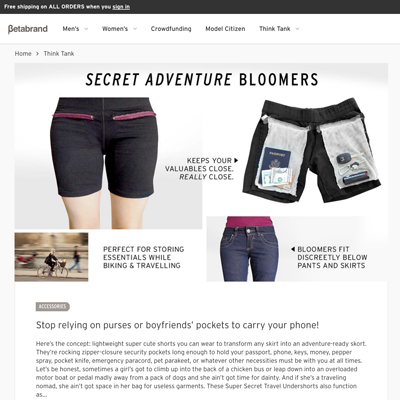 Free shipping on ALL ORDERS when you sign in
βetabrand Men's Women's Crowdfunding Model Citizen Think Tank
Home > Think Tank
SECRET ADVENTURE BLOOMERS
KEEPS YOUR
VALUABLES CLOSE.
REALLY CLOSE.
PASSPORT
PERFECT FOR STORING
ESSENTIALS WHILE
BIKING & TRAVELLING
BLOOMERS FIT
DISCREETLY BELOW
PANTS AND SKIRTS
ACCESSORIES
Stop relying on purses or boyfriends' pockets to carry your phone!
Here's the concept: lightweight super cute shorts you can wear to transform any skirt into an adventure-ready skort.
They're rocking zipper-closure security pockets long enough to hold your passport, phone, keys, money, pepper
spray, pocket knife, emergency paracord, pet parakeet, or whatever other necessities must be with you at all times.
Let's be honest, sometimes a girl's got to climb up into the back of a chicken bus or leap down into an overloaded
motor boat or pedal madly away from a pack of dogs and she ain't got time for dainty. And if she's a traveling
nomad, she ain't got space in her bag for useless garments. These Super Secret Travel Undershorts also function
as...